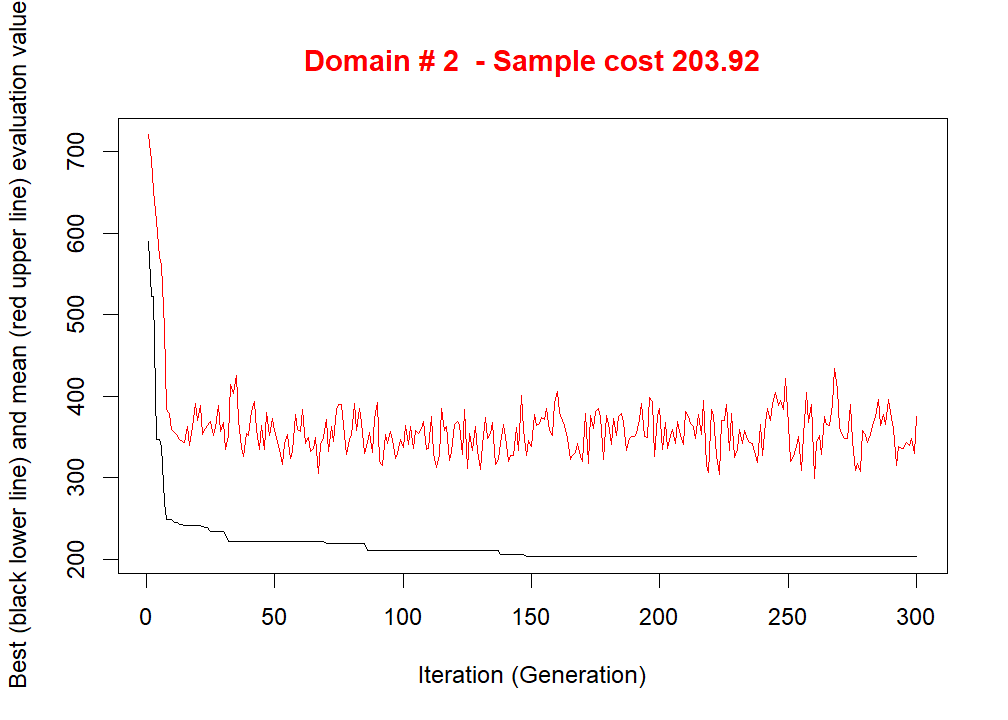 Domain # 2  - Sample cost 203.92
Best (black lower line) and mean (red upper line) evaluation value
700
600
500
400
300
200
0 50 100 150 200 250 300
Iteration (Generation)